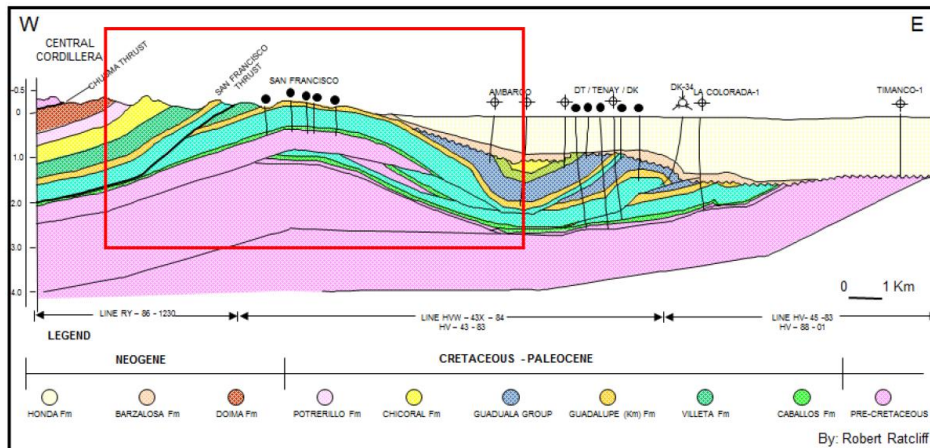 W
E
CENTRAL
CORDILLERA
CHUSMA THRUST
SAN FRANCISCO
THRUST
SAN FRANCISCO
AMBARCO
DT / TENAY / DK
DK-34
LA COLORADA-1
TIMANCO-1
-0.5
0
1.0
2.0
3.0
4.0
0 1 Km
LINE RY - 86 - 1230
LINE HVW - 43X - 84
HV - 43 - 83
LINE HV- 45 -83
HV - 88 - 01
LEGEND
NEOGENE
CRETACEOUS - PALEOCENE
HONDA Fm
BARZALOSA Fm
DOIMA Fm
POTRERILLO Fm
CHICORAL Fm
GUADUALA GROUP
GUADALUPE (Km) Fm
VILLETA Fm
CABALLOS Fm
PRE-CRETACEOUS
By: Robert Ratcliff